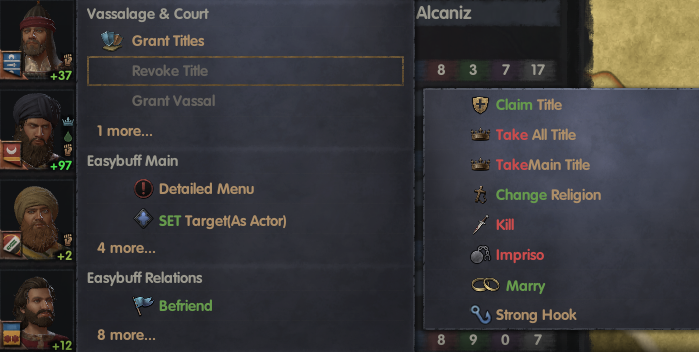 Vassalage & Court
Grant Titles
Revoke Title
Grant Vassal
1 more...
Easybuff Main
Detailed Menu
SET Target(As Actor)
4 more...
Easybuff Relations
Befriend
8 more...
+37
+97
+2
+12
Alcaniz
8 3 7 17
Claim Title
Take All Title
TakeMain Title
Change Religion
Kill
Impriso
Marry
Strong Hook
8 9 0 7